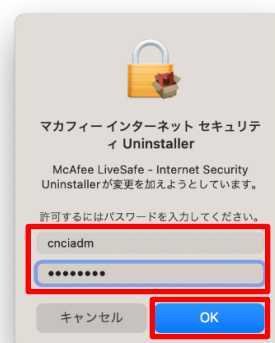 マカフィー インターネット セキュリテ
ィ Uninstaller
McAfee LiveSafe - Internet Security
Uninstallerが変更を加えようとしています。
許可するにはパスワードを入力してください。
cnciadm
••••••••
キャンセル
OK